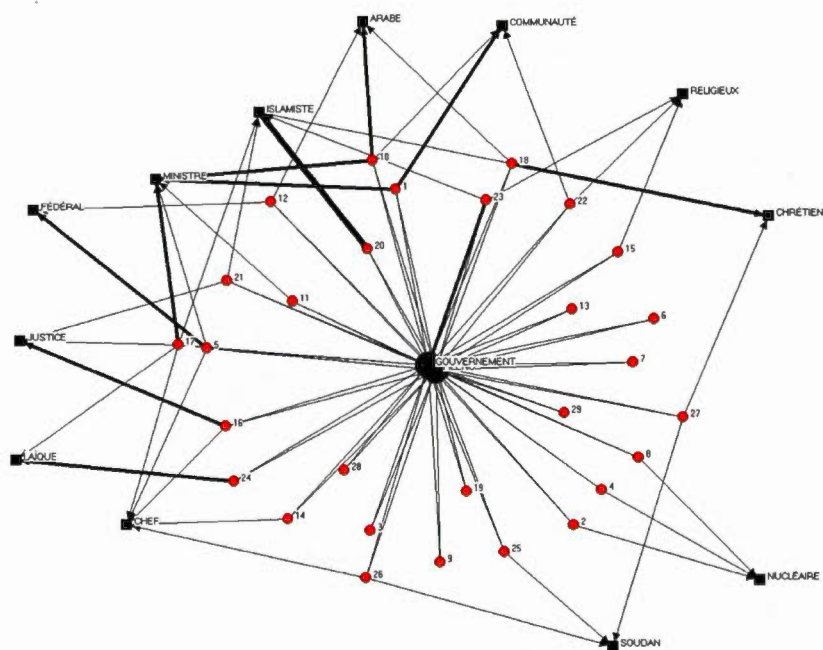 ARABE
COMMUNAUTÉ
RELIGIEUX
ISLAMISTE
10
18
MINISTRE
1
23
22
12
FÉDÉRAL
CHRÉTIEN
20
15
21
11
13
6
JUSTICE
17
5
7
GOUVERNEMENT
29
27
16
LAÏQUE
28
8
24
19
4
14
CHEF
3
2
25
9
26
NUCLÉAIRE
SOUDAN